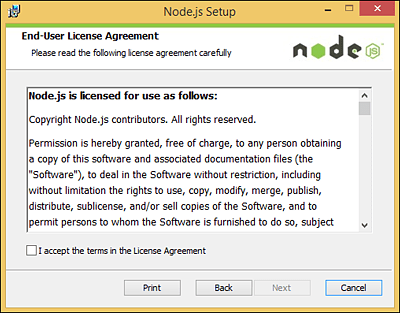 Node.js Setup
End-User License Agreement
Please read the following license agreement carefully
node
JS
Node.js is licensed for use as follows:
Copyright Node.js contributors. All rights reserved.
Permission is hereby granted, free of charge, to any person obtaining
a copy of this software and associated documentation files (the
"Software"), to deal in the Software without restriction, including
without limitation the rights to use, copy, modify, merge, publish,
distribute, sublicense, and/or sell copies of the Software, and to
permit persons to whom the Software is furnished to do so, subject
I accept the terms in the License Agreement
Print Back Next Cancel